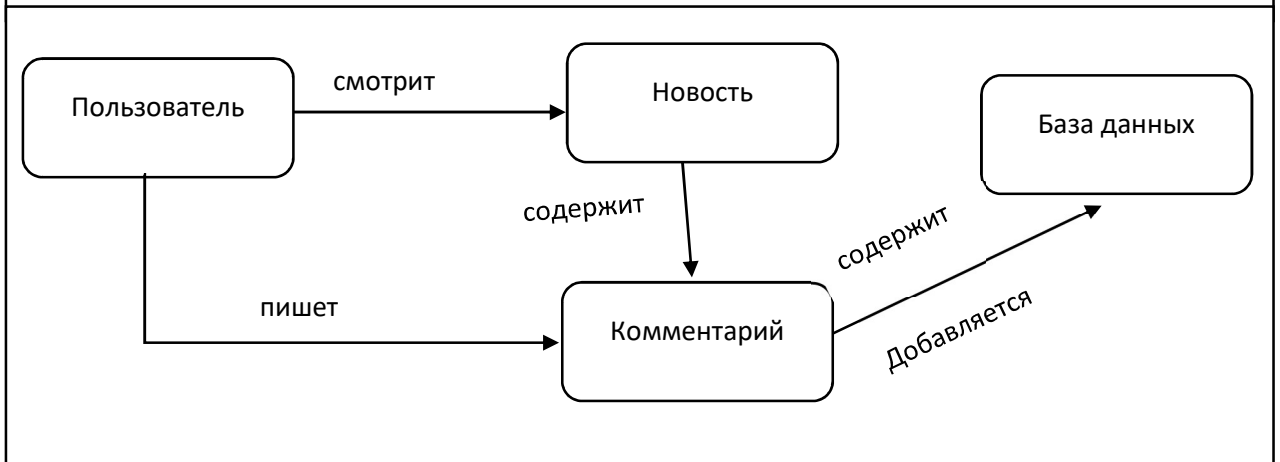 смотрит
Пользователь
Новость
База данных
содержит
содержит
пишет
Комментарий
Добавляется